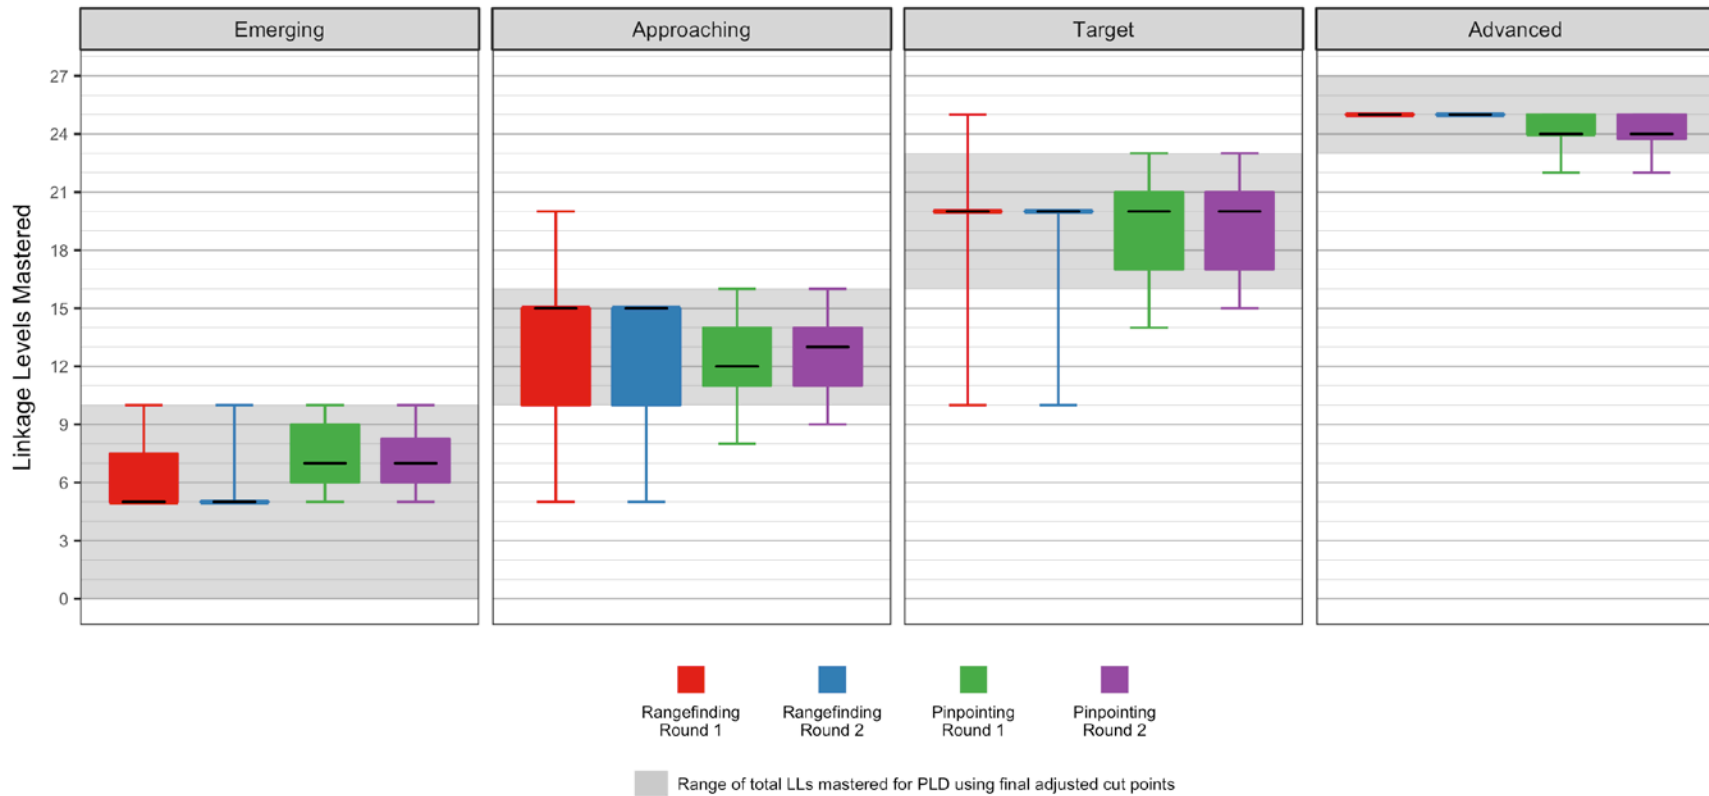 Emerging
Approaching
Target
Advanced
Linkage Levels Mastered
27
24
21
18
15
12
9
6
3
0
Rangefinding
Round 1
Rangefinding
Round 2
Pinpointing
Round 1
Pinpointing
Round 2
Range of total LLs mastered for PLD using final adjusted cut points